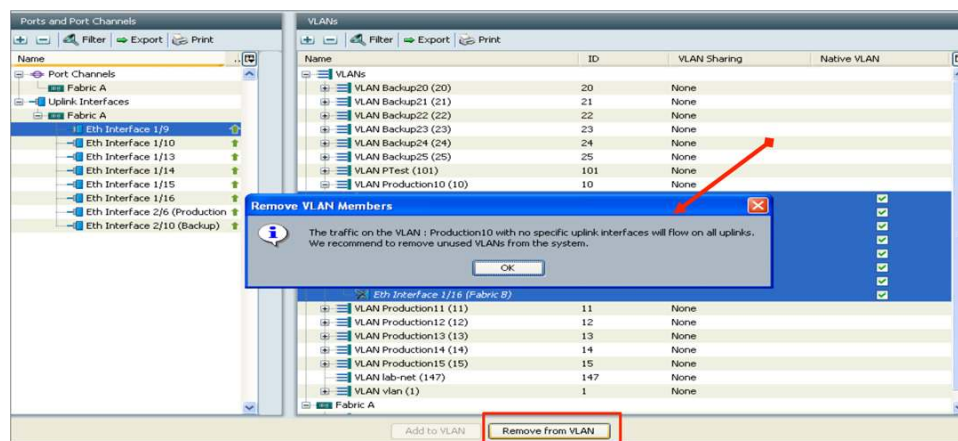 Ports and Port Channels
VLANs
Filter Export Print
Filter Export Print
Name ..
Name ID VLAN Sharing Native VLAN
Port Channels
Fabric A
Uplink Interfaces
Fabric A
Eth Interface 1/9
Eth Interface 1/10
Eth Interface 1/13
Eth Interface 1/14
Eth Interface 1/15
Eth Interface 1/16
Eth Interface 2/6 (Production
Eth Interface 2/10 (Backup)
VLANs
VLAN Backup20 (20) 20 None
VLAN Backup21 (21) 21 None
VLAN Backup22 (22) 22 None
VLAN Backup23 (23) 23 None
VLAN Backup24 (24) 24 None
VLAN Backup25 (25) 25 None
VLAN PTest (101) 101 None
VLAN Production10 (10) 10 None
Remove VLAN Members
The traffic on the VLAN : Production10 with no specific uplink interfaces will flow on all uplinks.
We recommend to remove unused VLANs from the system.
OK
Eth Interface 1/16 (Fabric B)
VLAN Production11 (11) 11 None
VLAN Production12 (12) 12 None
VLAN Production13 (13) 13 None
VLAN Production14 (14) 14 None
VLAN Production15 (15) 15 None
VLAN lab-net (147) 147 None
VLAN vlan (1) 1 None
Fabric A
Add to VLAN
Remove from VLAN